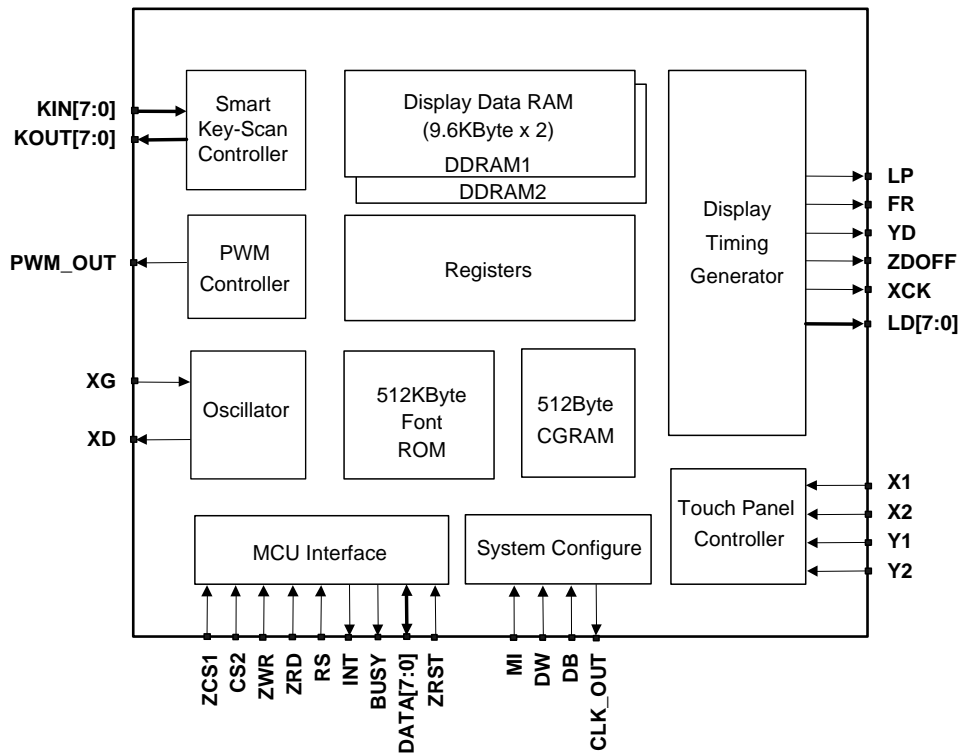 KIN[7:0]
KOUT[7:0]
Smart
Key-Scan
Controller
Display Data RAM
(9.6KByte x 2)
DDRAM1
DDRAM2
Display
Timing
Generator
LP
FR
YD
ZDOFF
XCK
LD[7:0]
PWM_OUT
PWM
Controller
Registers
XG
XD
Oscillator
512KByte
Font
ROM
512Byte
CGRAM
Touch Panel
Controller
X1
X2
Y1
Y2
MCU Interface
System Configure
ZCS1
CS2
ZWR
ZRD
RS
INT
BUSY
DATA[7:0]
ZRST
MI
DW
DB
CLK_OUT